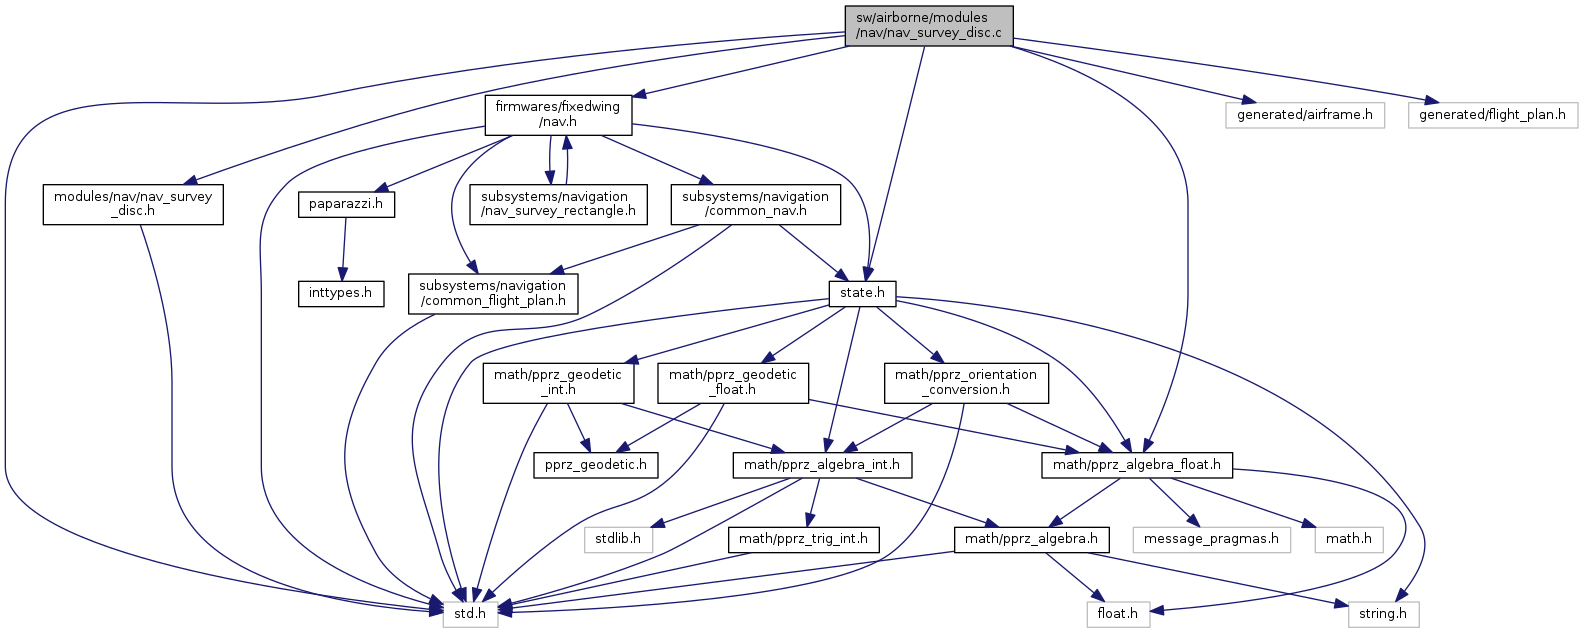 sw/airborne/modules
/nav/nav_survey_disc.c
firmwares/fixedwing
/nav.h
generated/airframe.h
generated/flight_plan.h
modules/nav/nav_survey
_disc.h
paparazzi.h
subsystems/navigation
/nav_survey_rectangle.h
subsystems/navigation
/common_nav.h
inttypes.h
subsystems/navigation
/common_flight_plan.h
state.h
math/pprz_geodetic
_int.h
math/pprz_geodetic
_float.h
math/pprz_orientation
_conversion.h
pprz_geodetic.h
math/pprz_algebra_int.h
math/pprz_algebra_float.h
stdlib.h
math/pprz_trig_int.h
math/pprz_algebra.h
message_pragmas.h
math.h
std.h
float.h
string.h